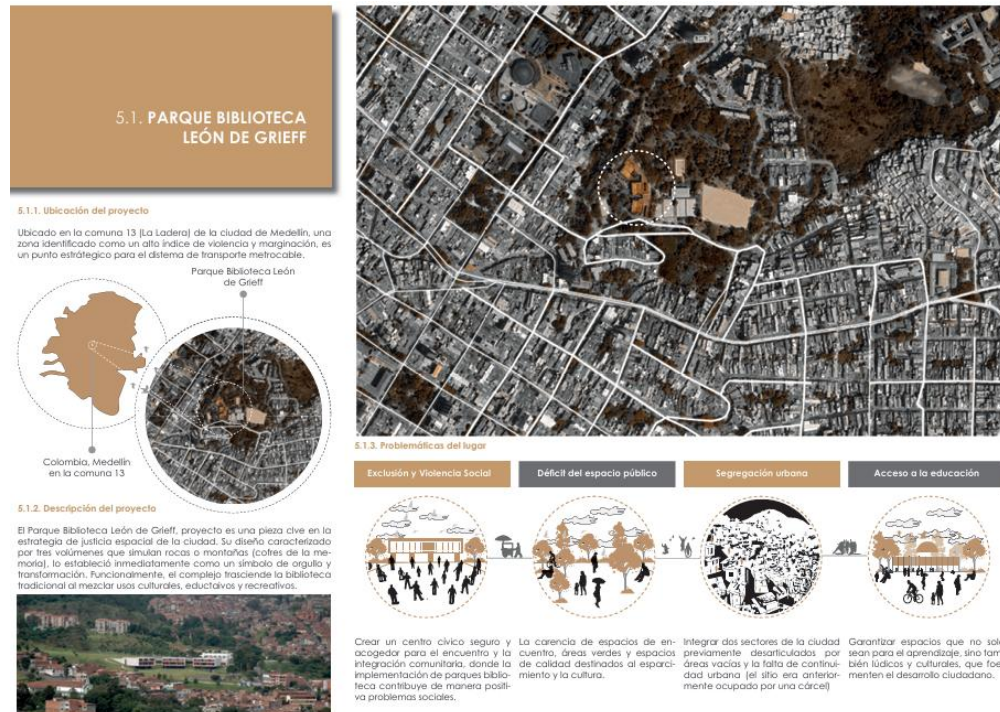 5.1. PARQUE BIBLIOTECA
LEÓN DE GRIEFF
5.1.1. Ubicación del proyecto
Ubicado en la comuna 13 (La Ladera) de la ciudad de Medellín, una
zona identificado como un alto índice de violencia y marginación, es
un punto estrátegico para el distema de transporte metrocable.
Parque Biblioteca León
de Grieff
Colombia, Medellín
en la comuna 13
5.1.2. Descripción del proyecto
El Parque Biblioteca León de Grieff, proyecto es una pieza clve en la
estrategia de justicia espacial de la ciudad. Su diseño caracterizado
por tres volúmenes que simulan rocas o montañas (cofres de la me-
moria), lo estableció inmediatamente como un símbolo de orgullo y
transformación. Funcionalmente, el complejo trasciende la biblioteca
tradicional al mezclar usos culturales, eductaivos y recreativos.
5.1.3. Problemáticas del lugar
Exclusión y Violencia Social
Crear un centro cívico seguro y
acogedor para el encuentro y la
integración comunitaria, donde la
implementación de parques biblio-
teca contribuye de manera positi-
va problemas sociales.
Déficit del espacio público
La carencia de espacios de en-
cuentro, áreas verdes y espacios
de calidad destinados al esparci-
miento y la cultura.
Segregación urbana
Integrar dos sectores de la ciudad
previamente desarticulados por
áreas vacías y la falta de continui-
dad urbana (el sitio era anterior-
mente ocupado por una cárcel)
Acceso a la educación
Garantizar espacios que no solo
sean para el aprendizaje, sino tam
bién lúdicos y culturales, que foe
menten el desarrollo ciudadano.